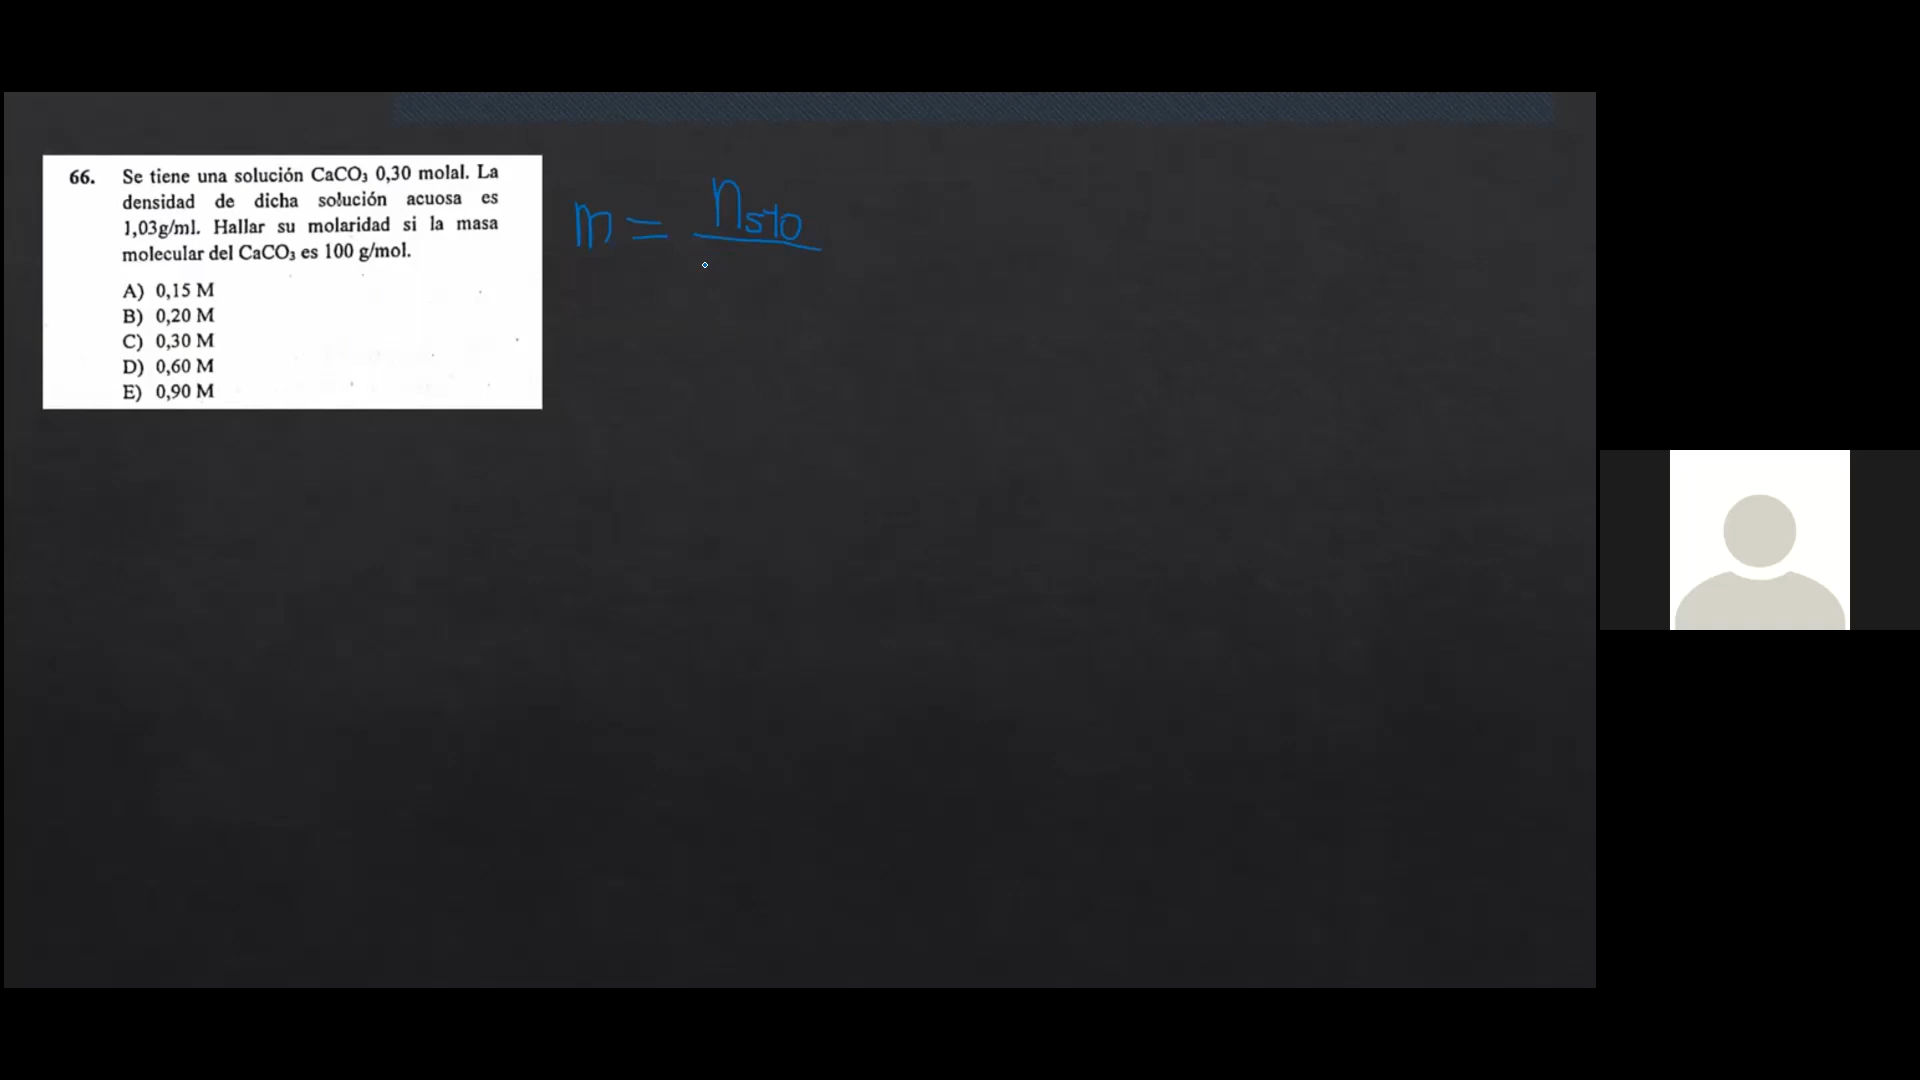 66. Se tiene una solución CaCO₃ 0,30 molal. La
densidad de dicha solución acuosa es
1,03g/ml. Hallar su molaridad si la masa
molecular del CaCO₃ es 100 g/mol.
A) 0,15 M
B) 0,20 M
C) 0,30 M
D) 0,60 M
E) 0,90 M
m = n sto